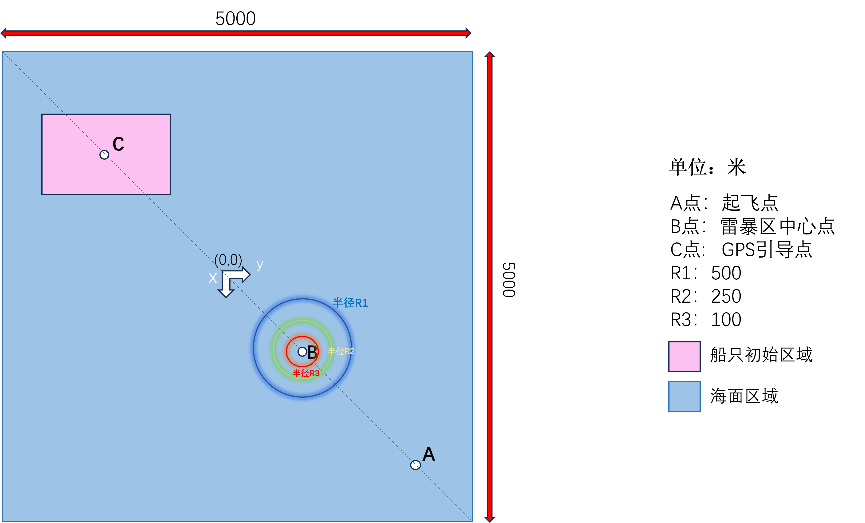 5000
5000
C
(0,0)
X
y
半径R1
B
半径R2
半径R3
A
单位：米
A点：起飞点
B点：雷暴区中心点
C点：GPS引导点
R1：500
R2：250
R3：100
船只初始区域
海面区域